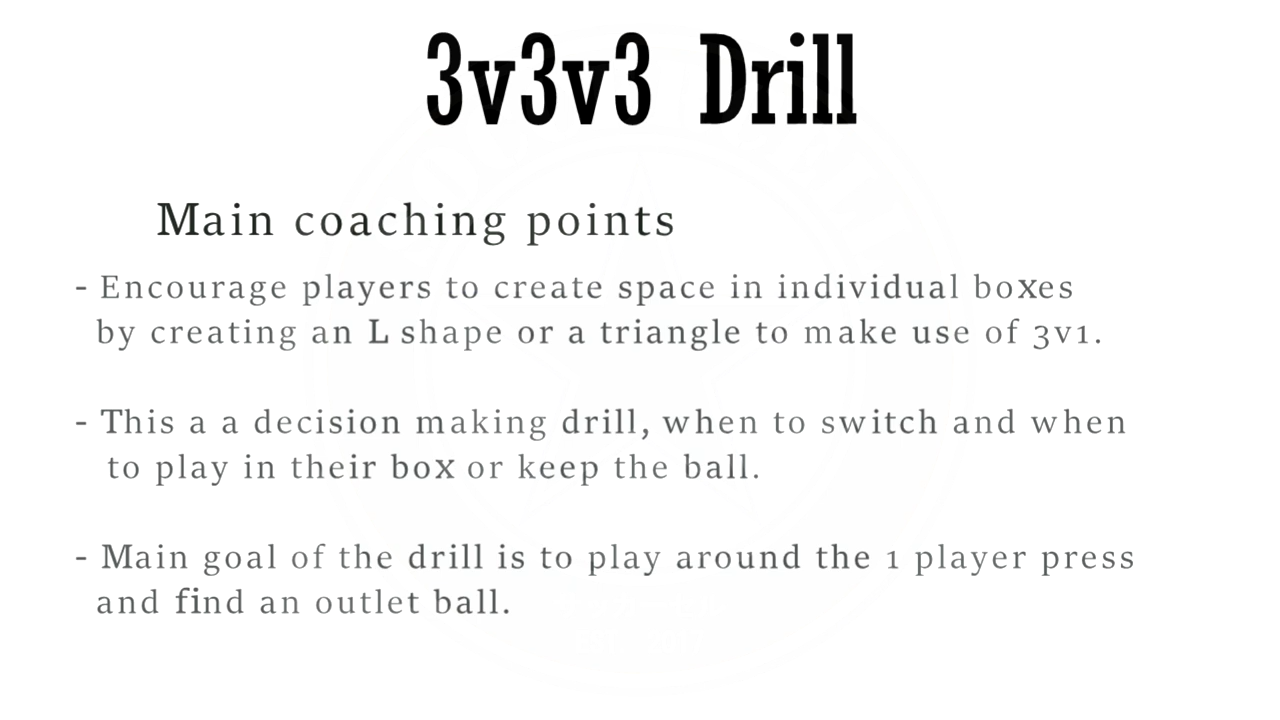 3v3v3 Drill
Main coaching points
- Encourage players to create space in individual boxes
by creating an L shape or a triangle to make use of 3v1.
- This a a decision making drill, when to switch and when
to play in their box or keep the ball.
- Main goal of the drill is to play around the 1 player press
and find an outlet ball.